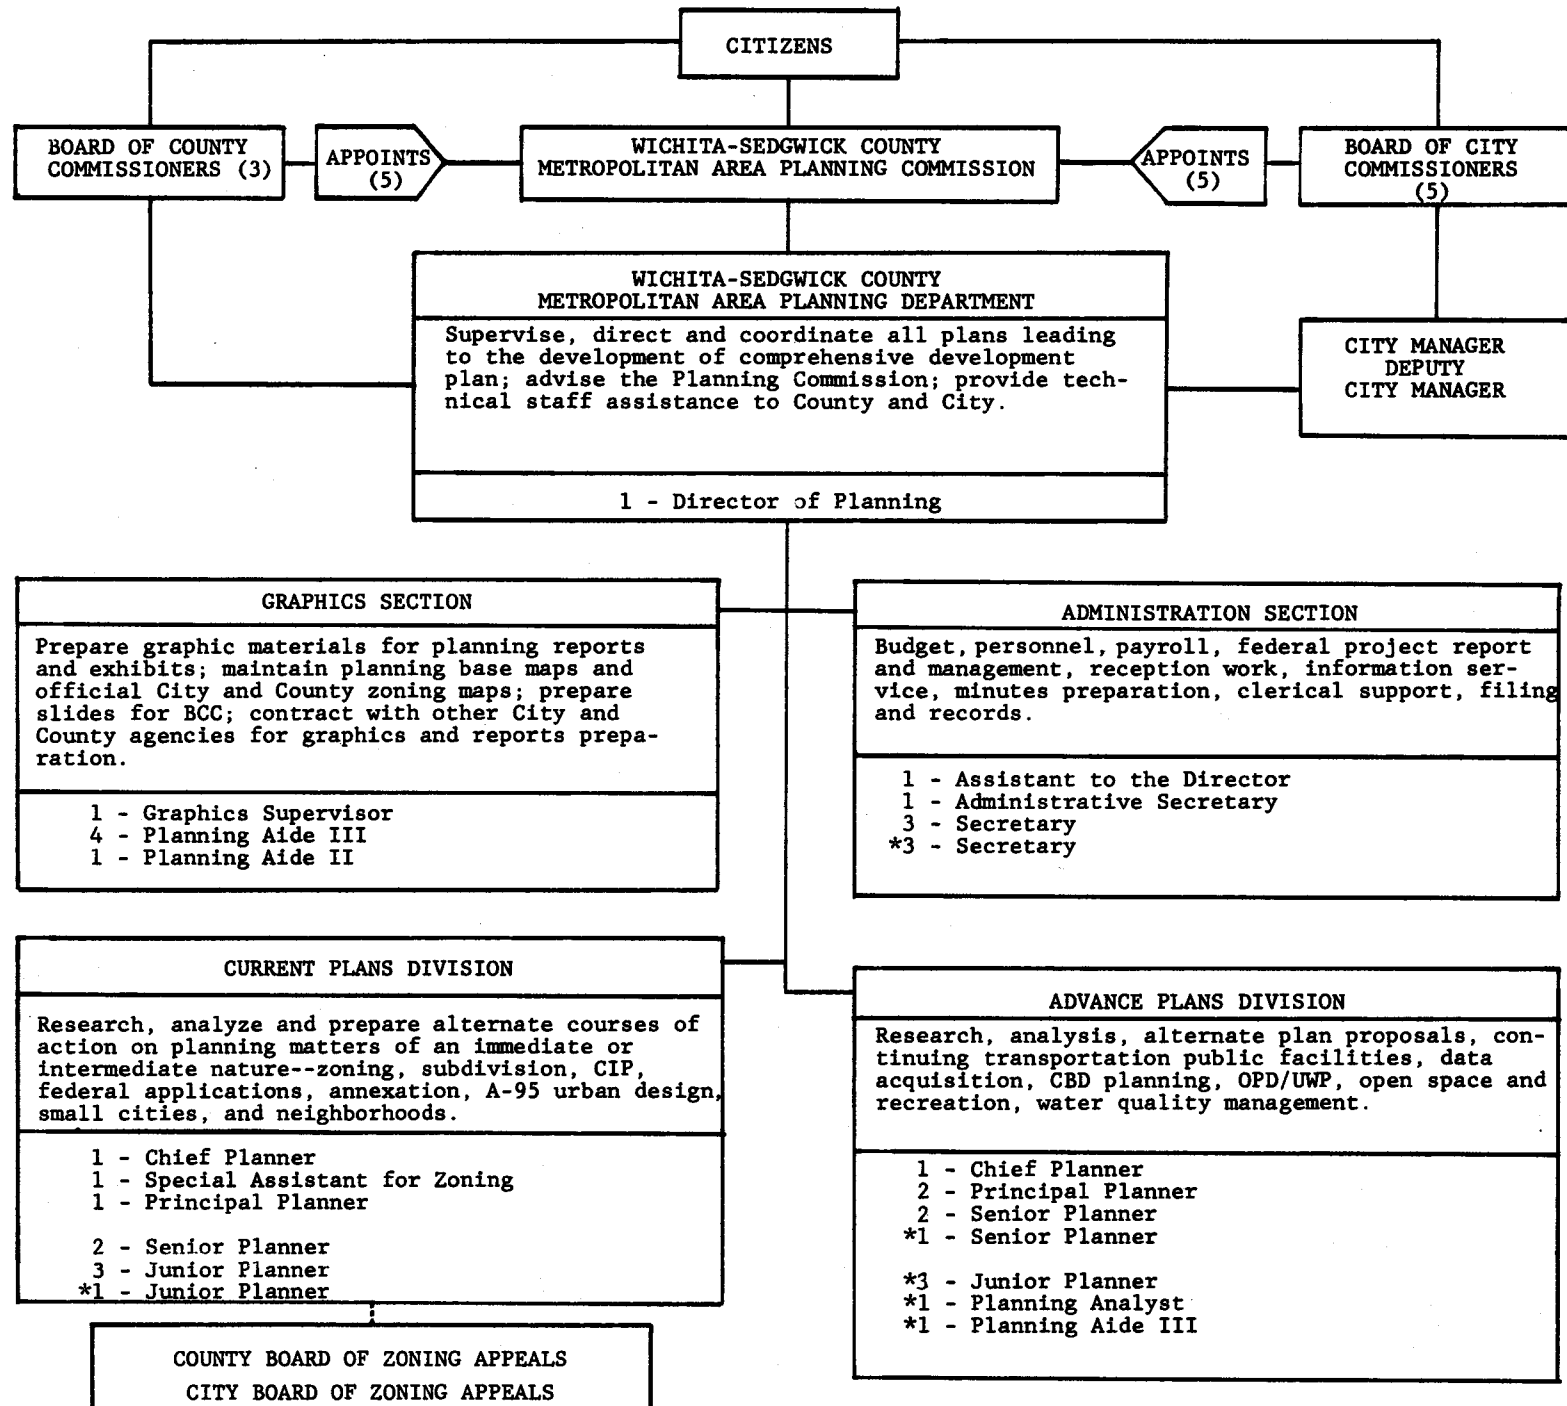 CITIZENS
BOARD OF COUNTY
COMMISSIONERS (3)
APPOINTS
(5)
WICHITA-SEDGWICK COUNTY
METROPOLITAN AREA PLANNING COMMISSION
APPOINTS
(5)
BOARD OF CITY
COMMISSIONERS
(5)
WICHITA-SEDGWICK COUNTY
METROPOLITAN AREA PLANNING DEPARTMENT
Supervise, direct and coordinate all plans leading
to the development of comprehensive development
plan; advise the Planning Commission; provide tech-
nical staff assistance to County and City.
1 - Director of Planning
CITY MANAGER
DEPUTY
CITY MANAGER
GRAPHICS SECTION
Prepare graphic materials for planning reports
and exhibits; maintain planning base maps and
official City and County zoning maps; prepare
slides for BCC; contract with other City and
County agencies for graphics and reports prepa-
ration.
1 - Graphics Supervisor
4 - Planning Aide III
1 - Planning Aide II
ADMINISTRATION SECTION
Budget, personnel, payroll, federal project report
and management, reception work, information ser-
vice, minutes preparation, clerical support, filing
and records.
1 - Assistant to the Director
1 - Administrative Secretary
3 - Secretary
*3 - Secretary
CURRENT PLANS DIVISION
Research, analyze and prepare alternate courses of
action on planning matters of an immediate or
intermediate nature--zoning, subdivision, CIP,
federal applications, annexation, A-95 urban design,
small cities, and neighborhoods.
1 - Chief Planner
1 - Special Assistant for Zoning
1 - Principal Planner
2 - Senior Planner
3 - Junior Planner
*1 - Junior Planner
ADVANCE PLANS DIVISION
Research, analysis, alternate plan proposals, con-
tinuing transportation public facilities, data
acquisition, CBD planning, OPD/UWP, open space and
recreation, water quality management.
1 - Chief Planner
2 - Principal Planner
2 - Senior Planner
*1 - Senior Planner
*3 - Junior Planner
*1 - Planning Analyst
*1 - Planning Aide III
COUNTY BOARD OF ZONING APPEALS
CITY BOARD OF ZONING APPEALS